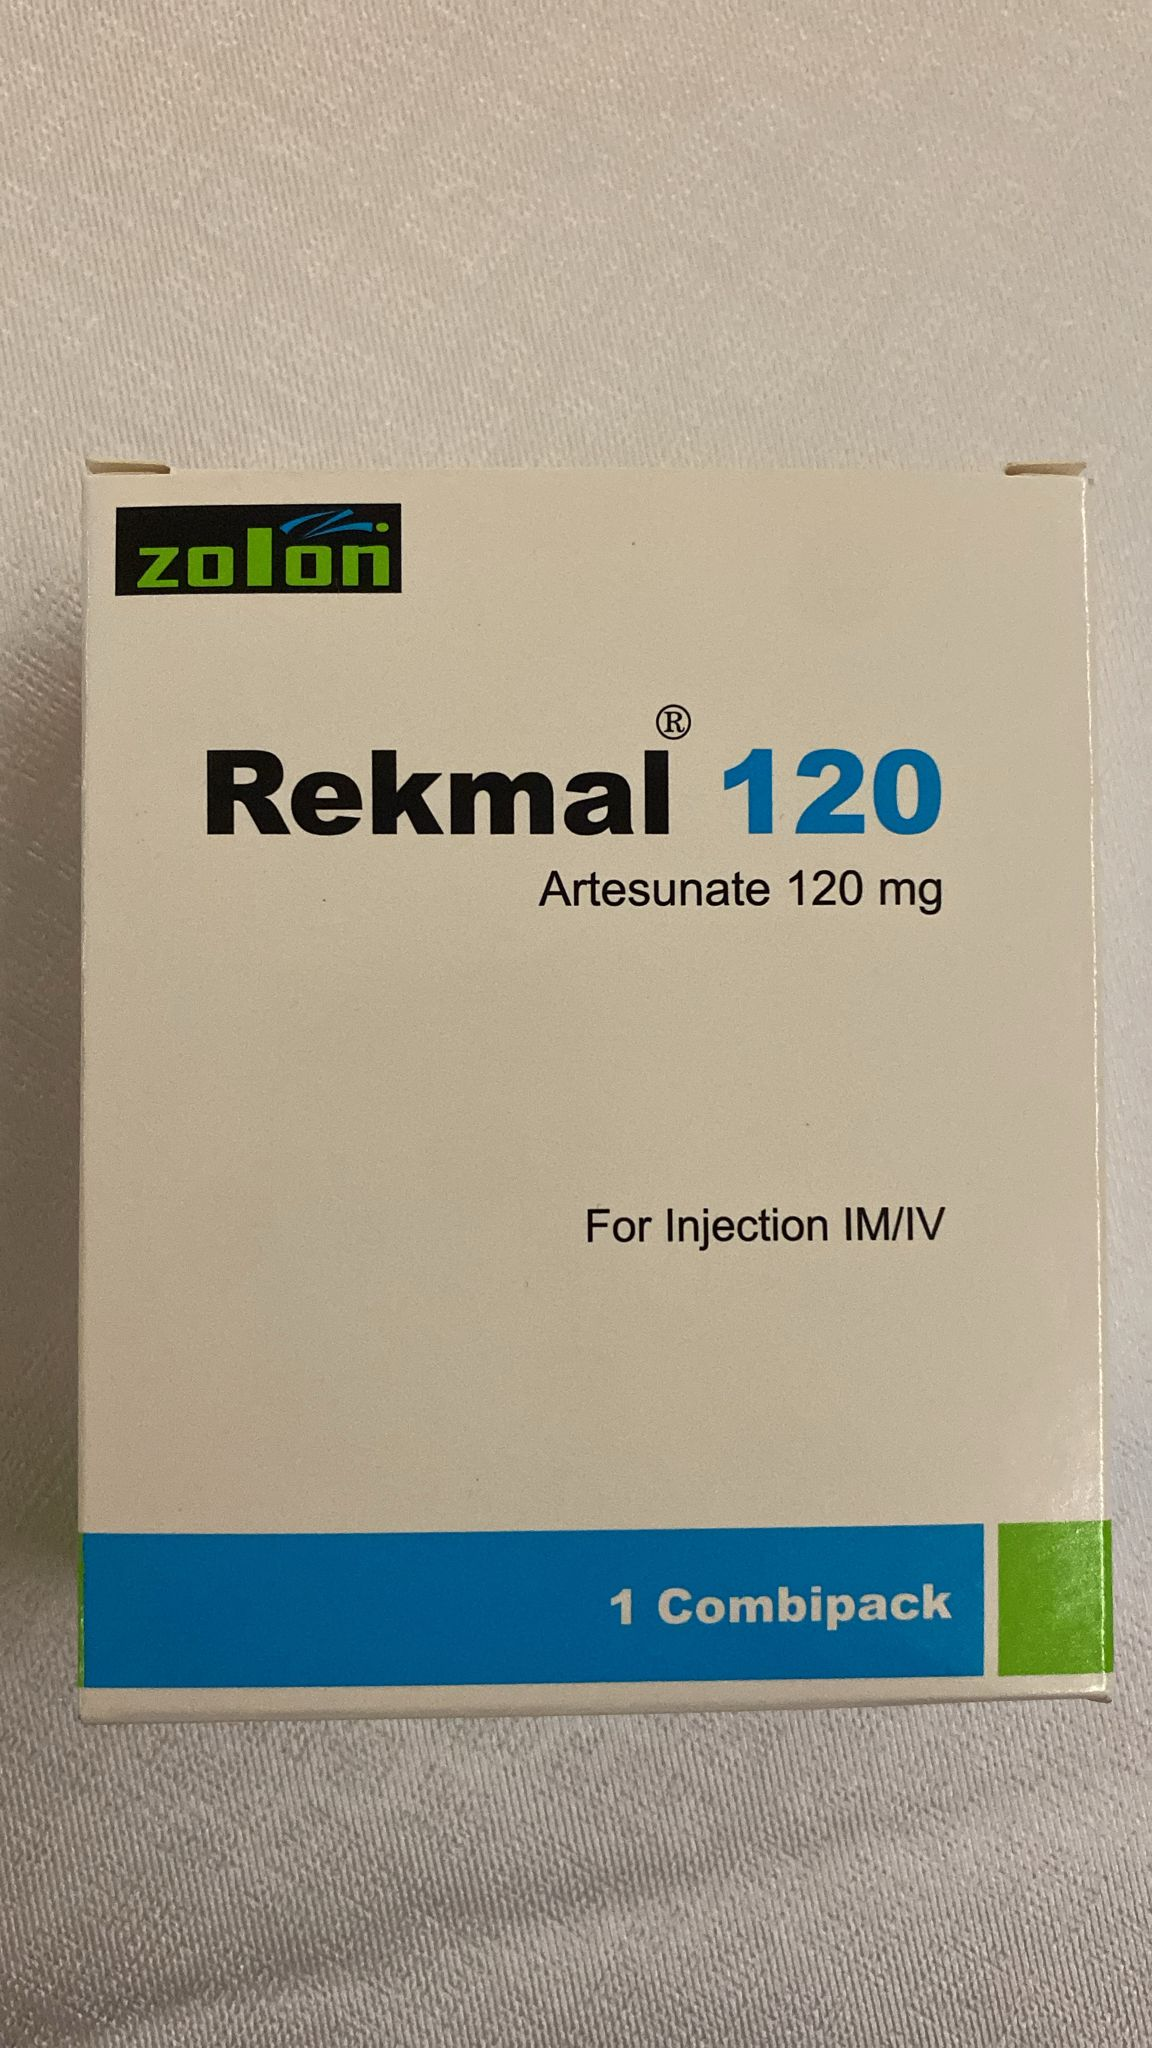 zolon
Rekmal® 120
Artesunate 120 mg
For Injection IM/IV
1 Combipack